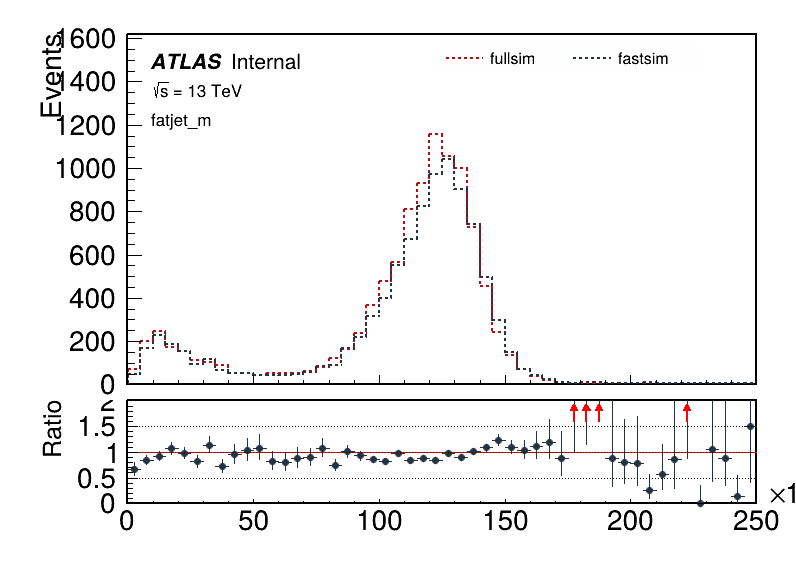 1600
Events
ATLAS Internal
fullsim
fastsim
1400
√s = 13 TeV
fatjet_m
1200
1000
800
600
400
200
0
Ratio
2
1.5
1
0.5
0
0 50 100 150 200 250
×1